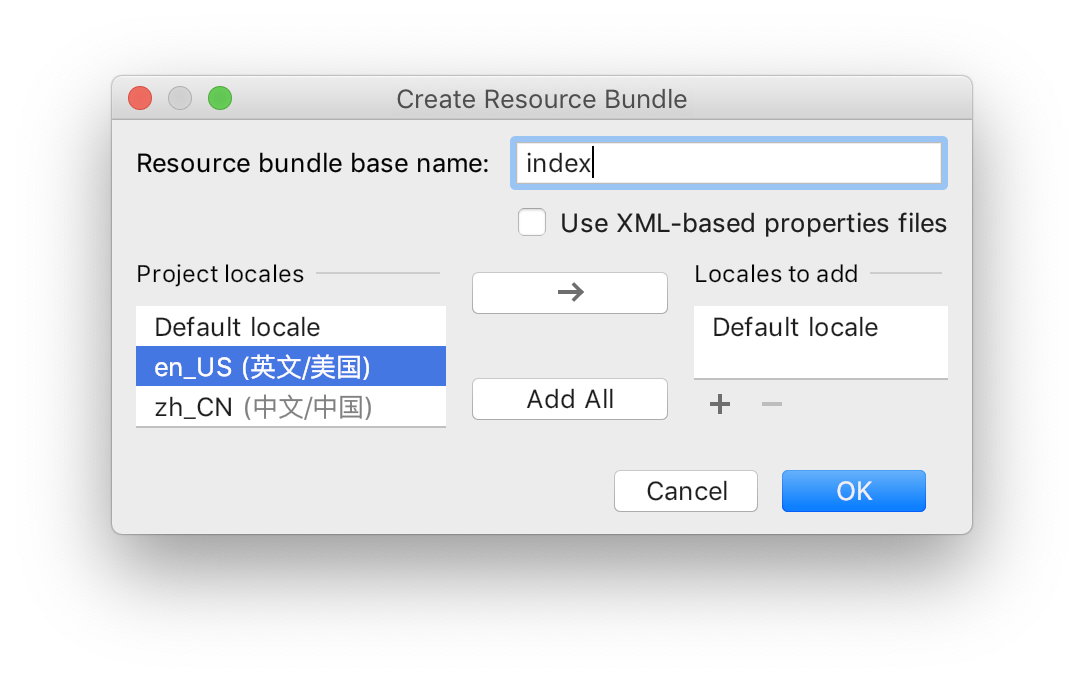 Create Resource Bundle
Resource bundle base name: index
Use XML-based properties files
Project locales
Default locale
en_US (英文/美国)
zh_CN (中文/中国)
→
Add All
Locales to add
Default locale
+ −
Cancel OK